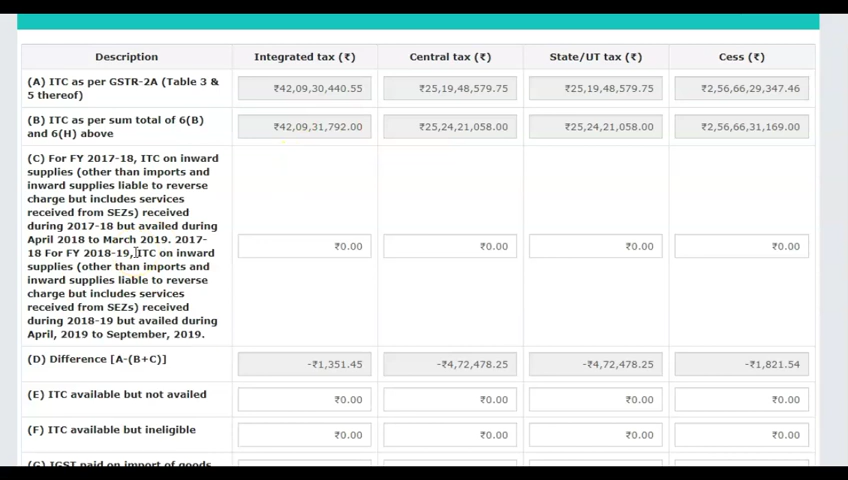 Description Integrated tax (₹) Central tax (₹) State/UT tax (₹) Cess (₹)
(A) ITC as per GSTR-2A (Table 3 &
5 thereof)
₹42,09,30,440.55 ₹25,19,48,579.75 ₹25,19,48,579.75 ₹2,56,66,29,347.46
(B) ITC as per sum total of 6(B)
and 6(H) above
₹42,09,31,792.00 ₹25,24,21,058.00 ₹25,24,21,058.00 ₹2,56,66,31,169.00
(C) For FY 2017-18, ITC on inward
supplies (other than imports and
inward supplies liable to reverse
charge but includes services
received from SEZs) received
during 2017-18 but availed during
April 2018 to March 2019. 2017-
18 For FY 2018-19, ITC on inward
supplies (other than imports and
inward supplies liable to reverse
charge but includes services
received from SEZs) received
during 2018-19 but availed during
April, 2019 to September, 2019.
₹0.00 ₹0.00 ₹0.00 ₹0.00
(D) Difference [A-(B+C)] -₹1,351.45 -₹4,72,478.25 -₹4,72,478.25 -₹1,821.54
(E) ITC available but not availed ₹0.00 ₹0.00 ₹0.00 ₹0.00
(F) ITC available but ineligible ₹0.00 ₹0.00 ₹0.00 ₹0.00
(G) IGST paid on import of goods